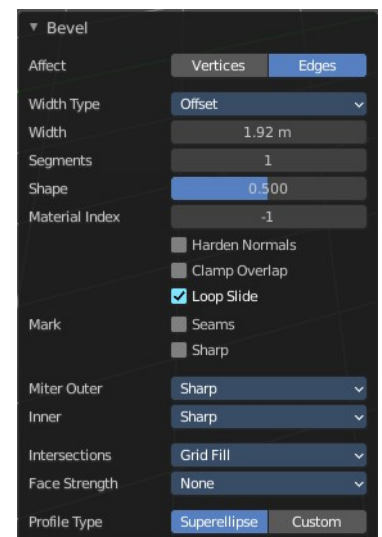 Bevel
Affect Vertices Edges
Width Type Offset
Width 1.92 m
Segments 1
Shape 0.500
Material Index -1
Harden Normals
Clamp Overlap
Loop Slide
Mark Seams
Sharp
Miter Outer Sharp
Inner Sharp
Intersections Grid Fill
Face Strength None
Profile Type Superellipse Custom